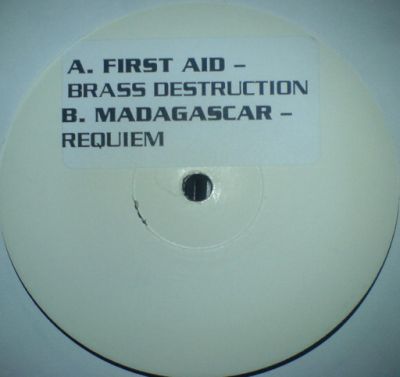 A. FIRST AID –
BRASS DESTRUCTION
B. MADAGASCAR –
REQUIEM